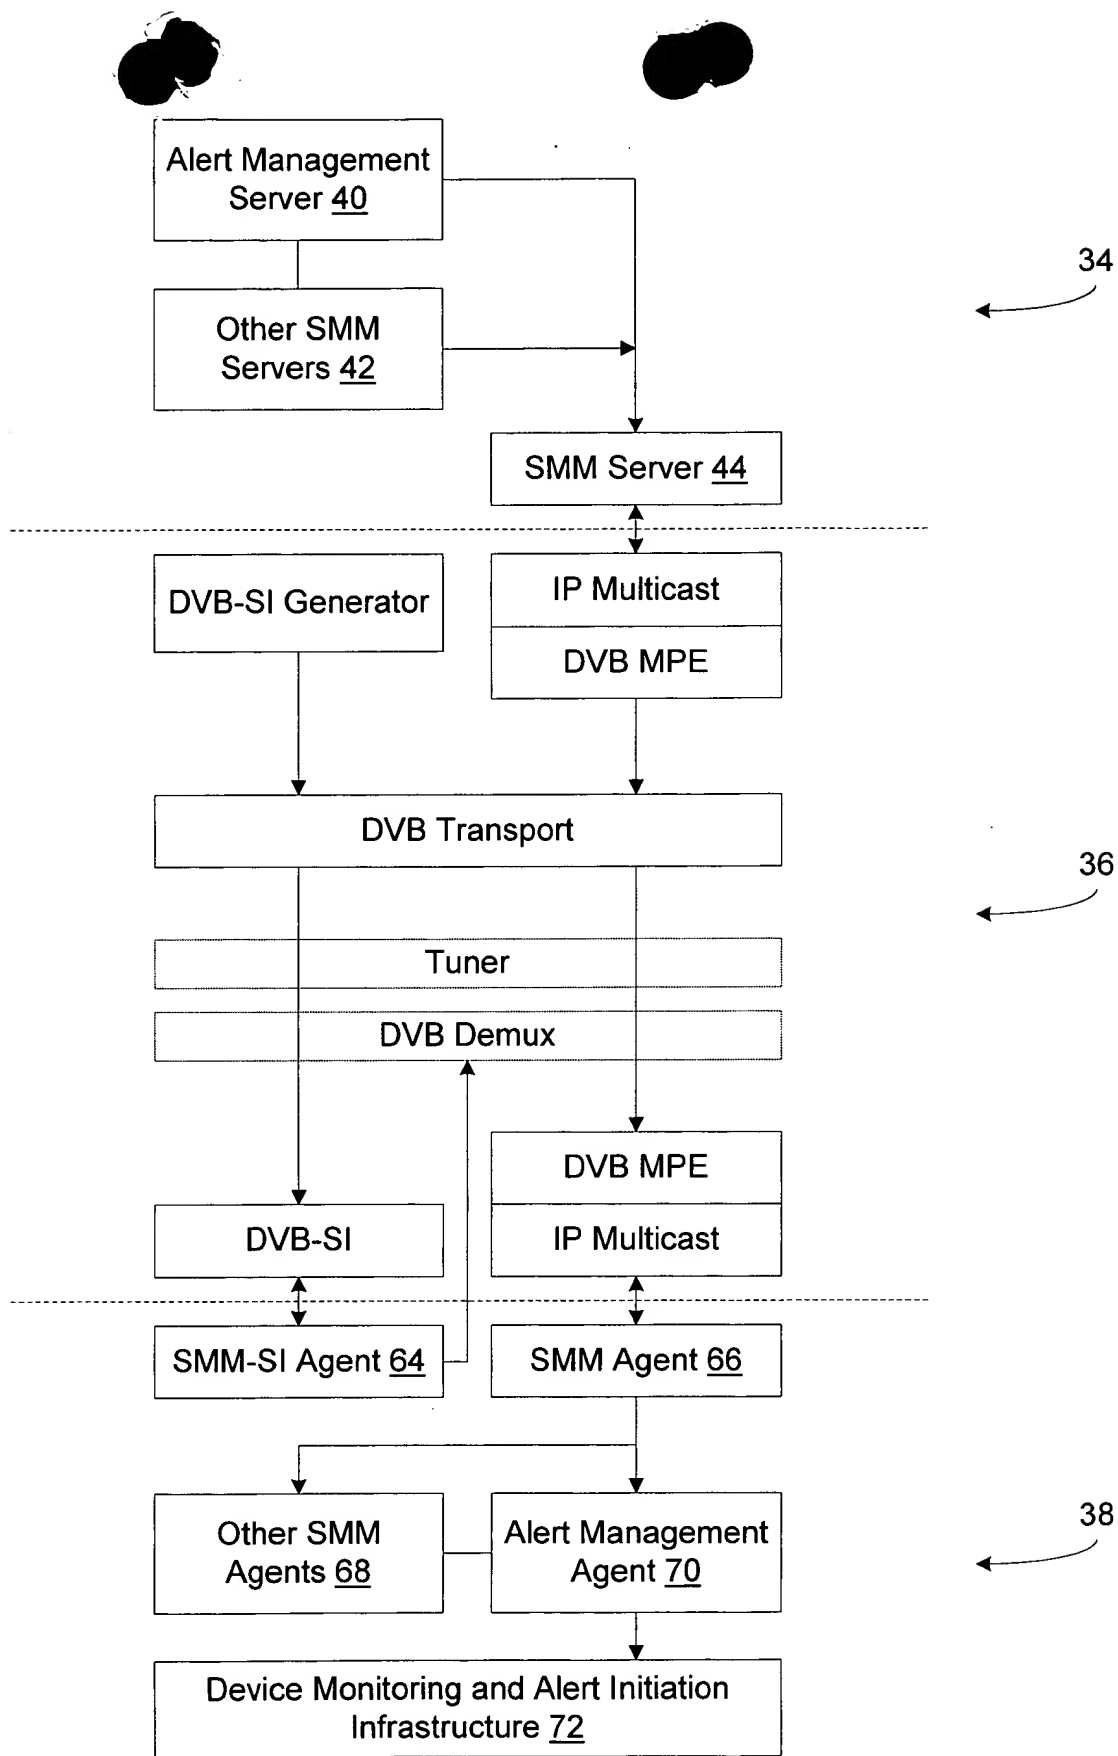 Alert Management
Server 40
34
Other SMM
Servers 42
SMM Server 44
DVB-SI Generator
IP Multicast
DVB MPE
DVB Transport
36
Tuner
DVB Demux
DVB MPE
DVB-SI
IP Multicast
SMM-SI Agent 64
SMM Agent 66
Other SMM
Agents 68
Alert Management
Agent 70
38
Device Monitoring and Alert Initiation
Infrastructure 72